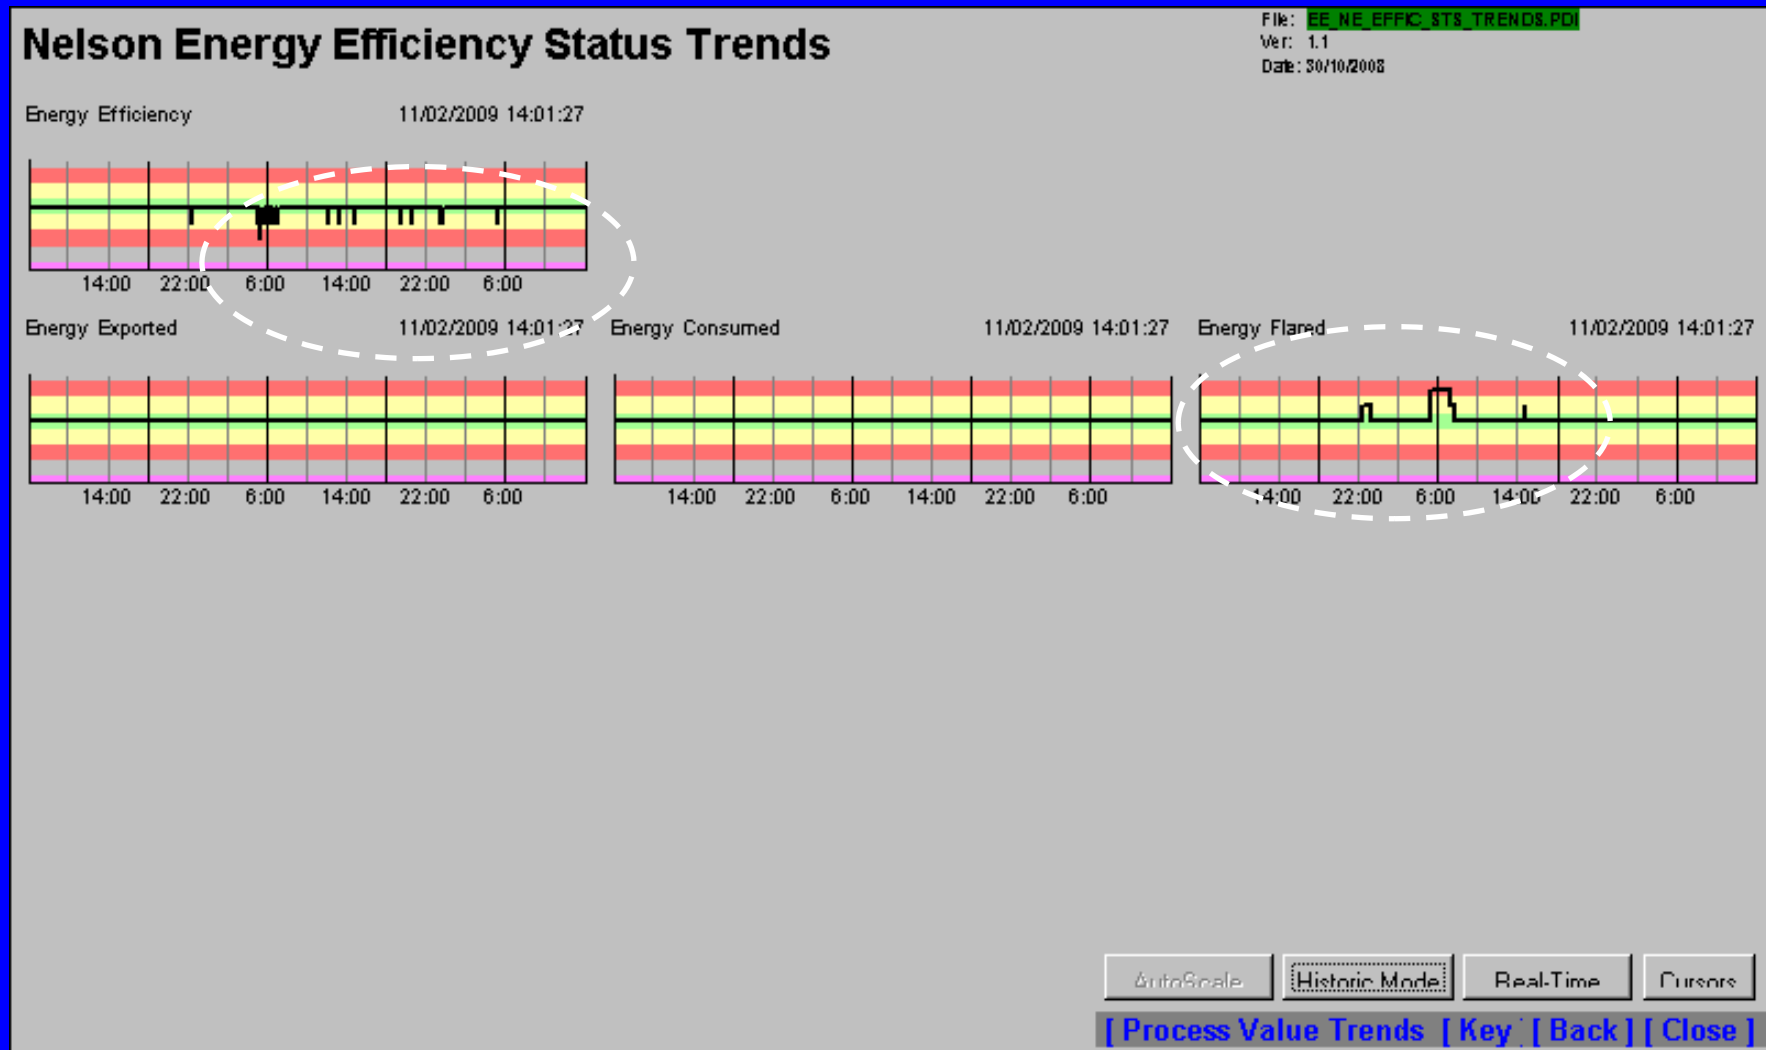 Nelson Energy Efficiency Status Trends
File: EE_NE_EFFIC_STS_TRENDS.PDI
Ver: 1.1
Date: 30/10/2008
Energy Efficiency 11/02/2009 14:01:27
14:00 22:00 6:00 14:00 22:00 6:00
Energy Exported 11/02/2009 14:01:27 Energy Consumed 11/02/2009 14:01:27 Energy Flared 11/02/2009 14:01:27
14:00 22:00 6:00 14:00 22:00 6:00 14:00 22:00 6:00 14:00 22:00 6:00 14:00 22:00 6:00 14:00 22:00 6:00
AutoScale Historic Mode Real-Time Cursors
[ Process Value Trends [ Key [ Back ] [ Close ]